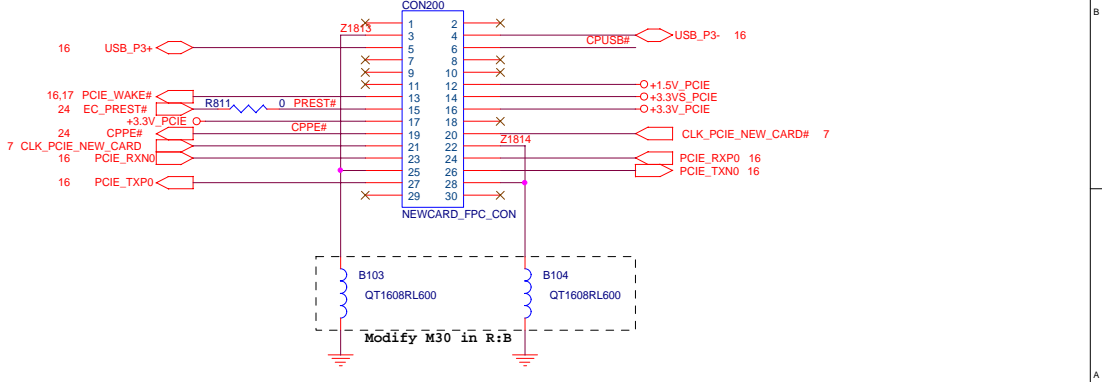 CON200
B
Z1813 1 2
3 4 USB_P3- 16
16 USB_P3+ 5 6 CPUSB#
7 8
9 10
11 12 +1.5V_PCIE
16,17 PCIE_WAKE# 13 14 +3.3VS_PCIE
24 EC_PREST# R811 0 PREST# 15 16 +3.3V_PCIE
+3.3V_PCIE 17 18
24 CPPE# CPPE# 19 20 CLK_PCIE_NEW_CARD# 7
7 CLK_PCIE_NEW_CARD 21 22 Z1814
16 PCIE_RXN0 23 24 PCIE_RXP0 16
25 26 PCIE_TXN0 16
16 PCIE_TXP0 27 28
29 30
NEWCARD_FPC_CON
B103 B104
QT1608RL600 QT1608RL600
Modify M30 in R:B
A